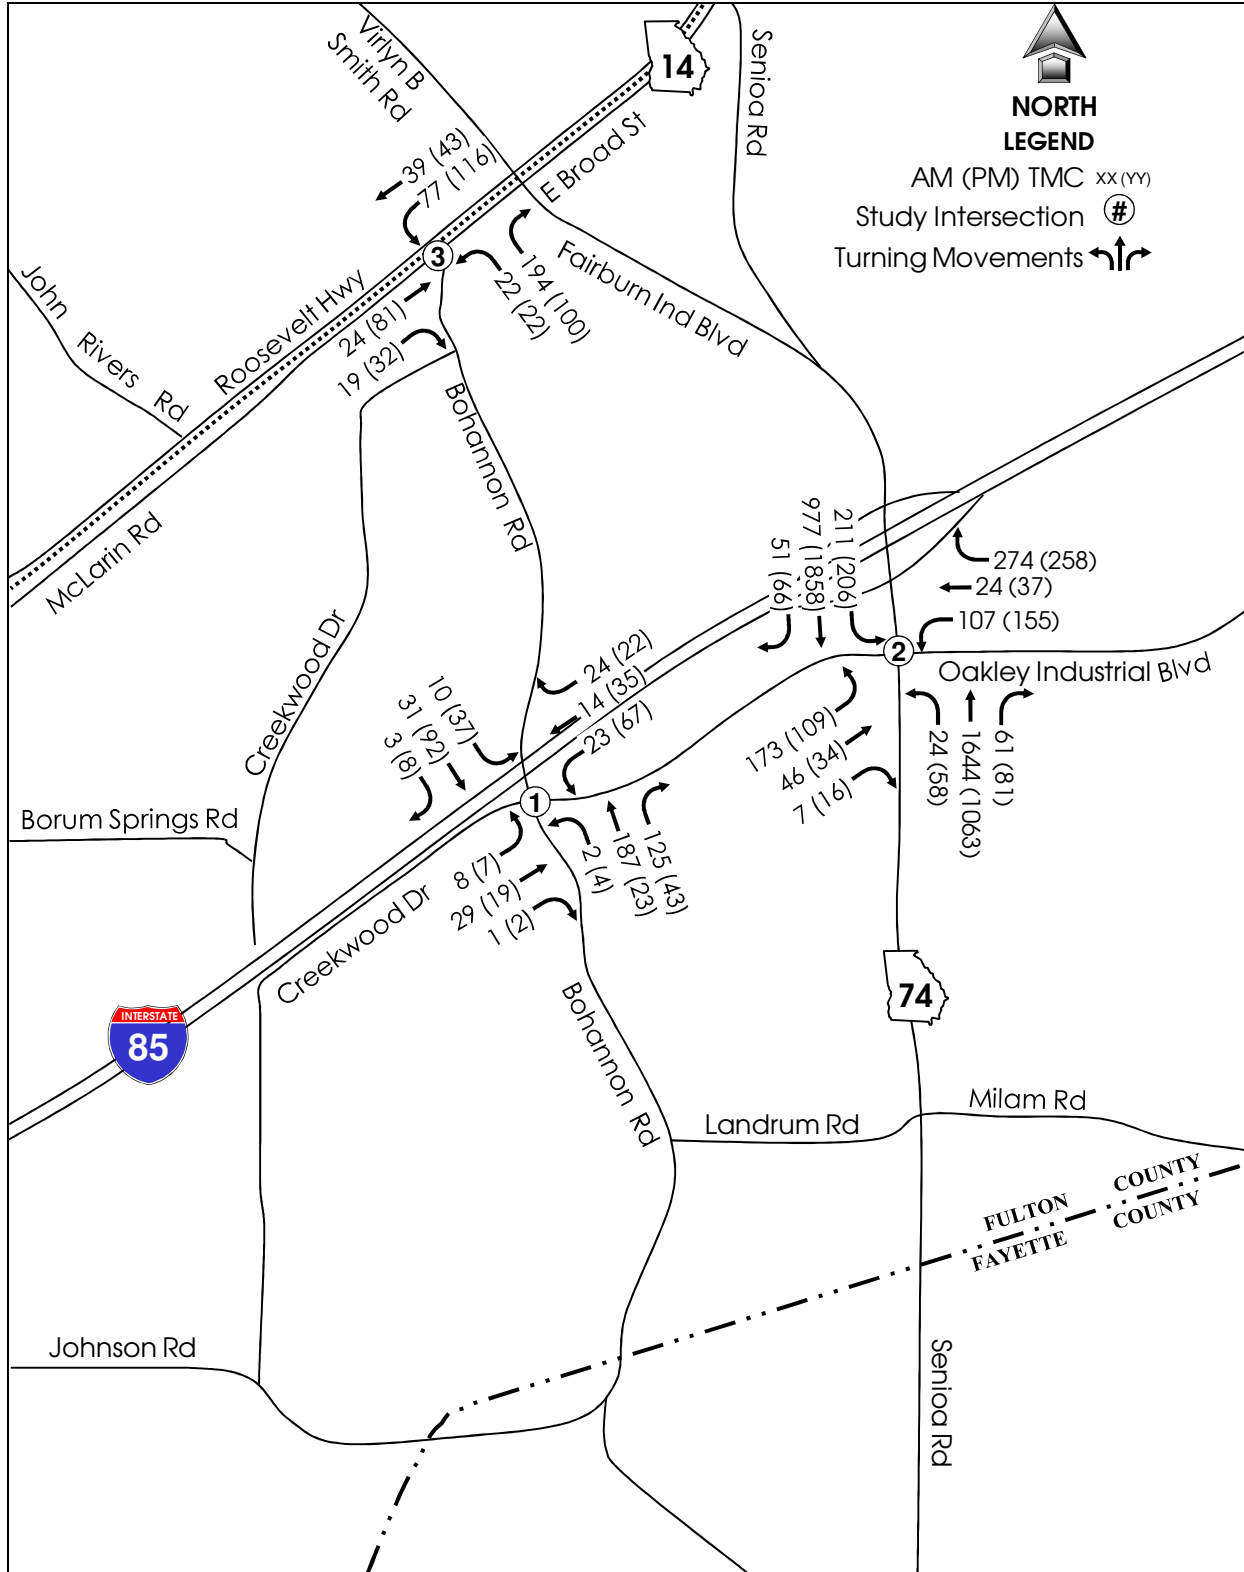 14
NORTH
LEGEND
AM (PM) TMC XX (YY)
Study Intersection #
Turning Movements
Virlyn B
Smith Rd
Senioa Rd
E Broad St
39 (43)
77 (116)
3
194 (100)
22 (22)
Fairburn Ind Blvd
John Rivers Rd
Roosevelt Hwy
24 (81)
19 (32)
McLarin Rd
Bohannon Rd
Creekwood Dr
211 (206)
977 (1858)
51 (66)
274 (258)
24 (37)
107 (155)
2
Oakley Industrial Blvd
173 (109)
46 (34)
7 (16)
24 (58)
1644 (1063)
61 (81)
24 (22)
14 (35)
23 (67)
10 (37)
31 (92)
3 (8)
1
Borum Springs Rd
8 (7)
29 (19)
1 (2)
2 (4)
187 (23)
125 (43)
Creekwood Dr
74
INTERSTATE
85
Bohannon Rd
Landrum Rd
Milam Rd
FULTON COUNTY
FAYETTE COUNTY
Johnson Rd
Senioa Rd